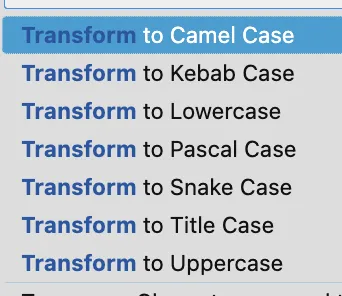 Transform to Camel Case
Transform to Kebab Case
Transform to Lowercase
Transform to Pascal Case
Transform to Snake Case
Transform to Title Case
Transform to Uppercase